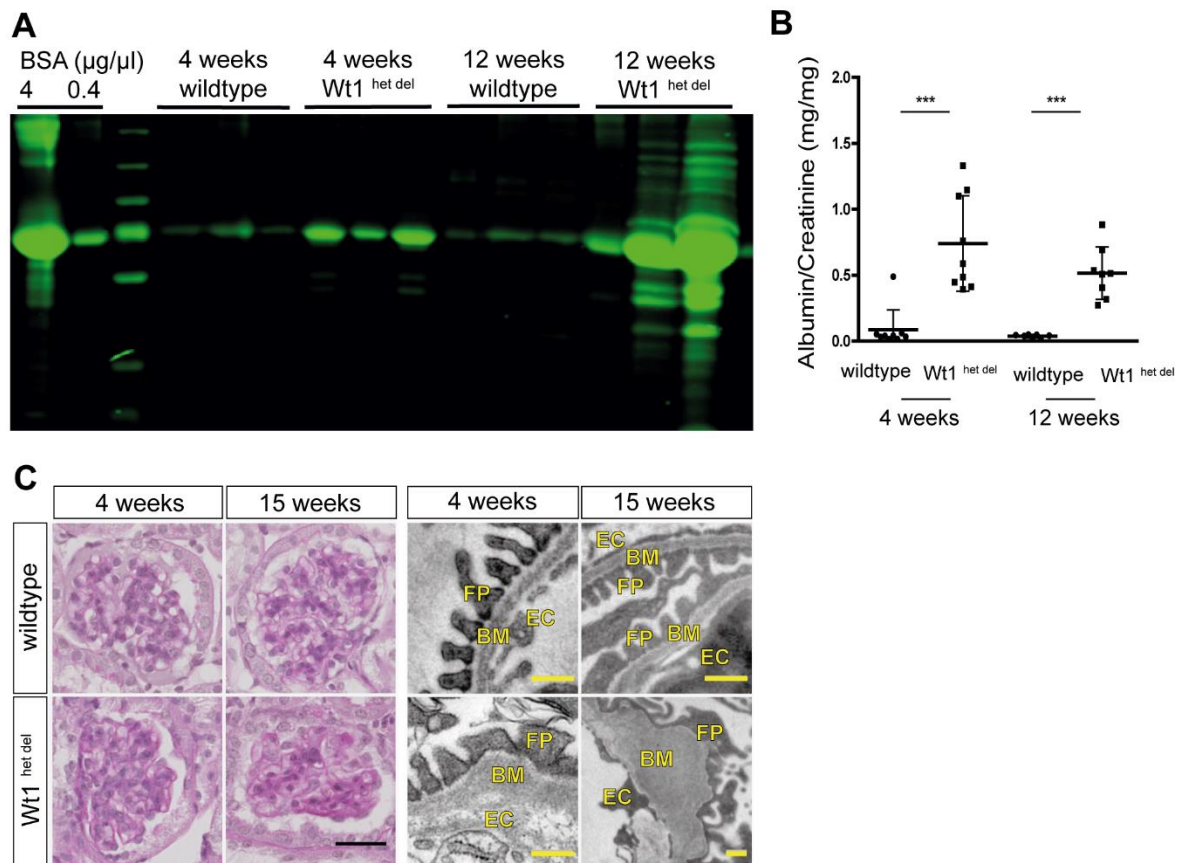 A
BSA (µg/µl)
4 0.4
4 weeks
wildtype
4 weeks
Wt1 het del
12 weeks
wildtype
12 weeks
Wt1 het del
B
Albumin/Creatinine (mg/mg)
2.0
1.5
1.0
0.5
0.0
*** ***
wildtype Wt1 het del wildtype Wt1 het del
4 weeks 12 weeks
C
4 weeks 15 weeks 4 weeks 15 weeks
wildtype
FP BM EC
EC BM FP FP BM EC
Wt1 het del
FP BM EC
BM FP EC